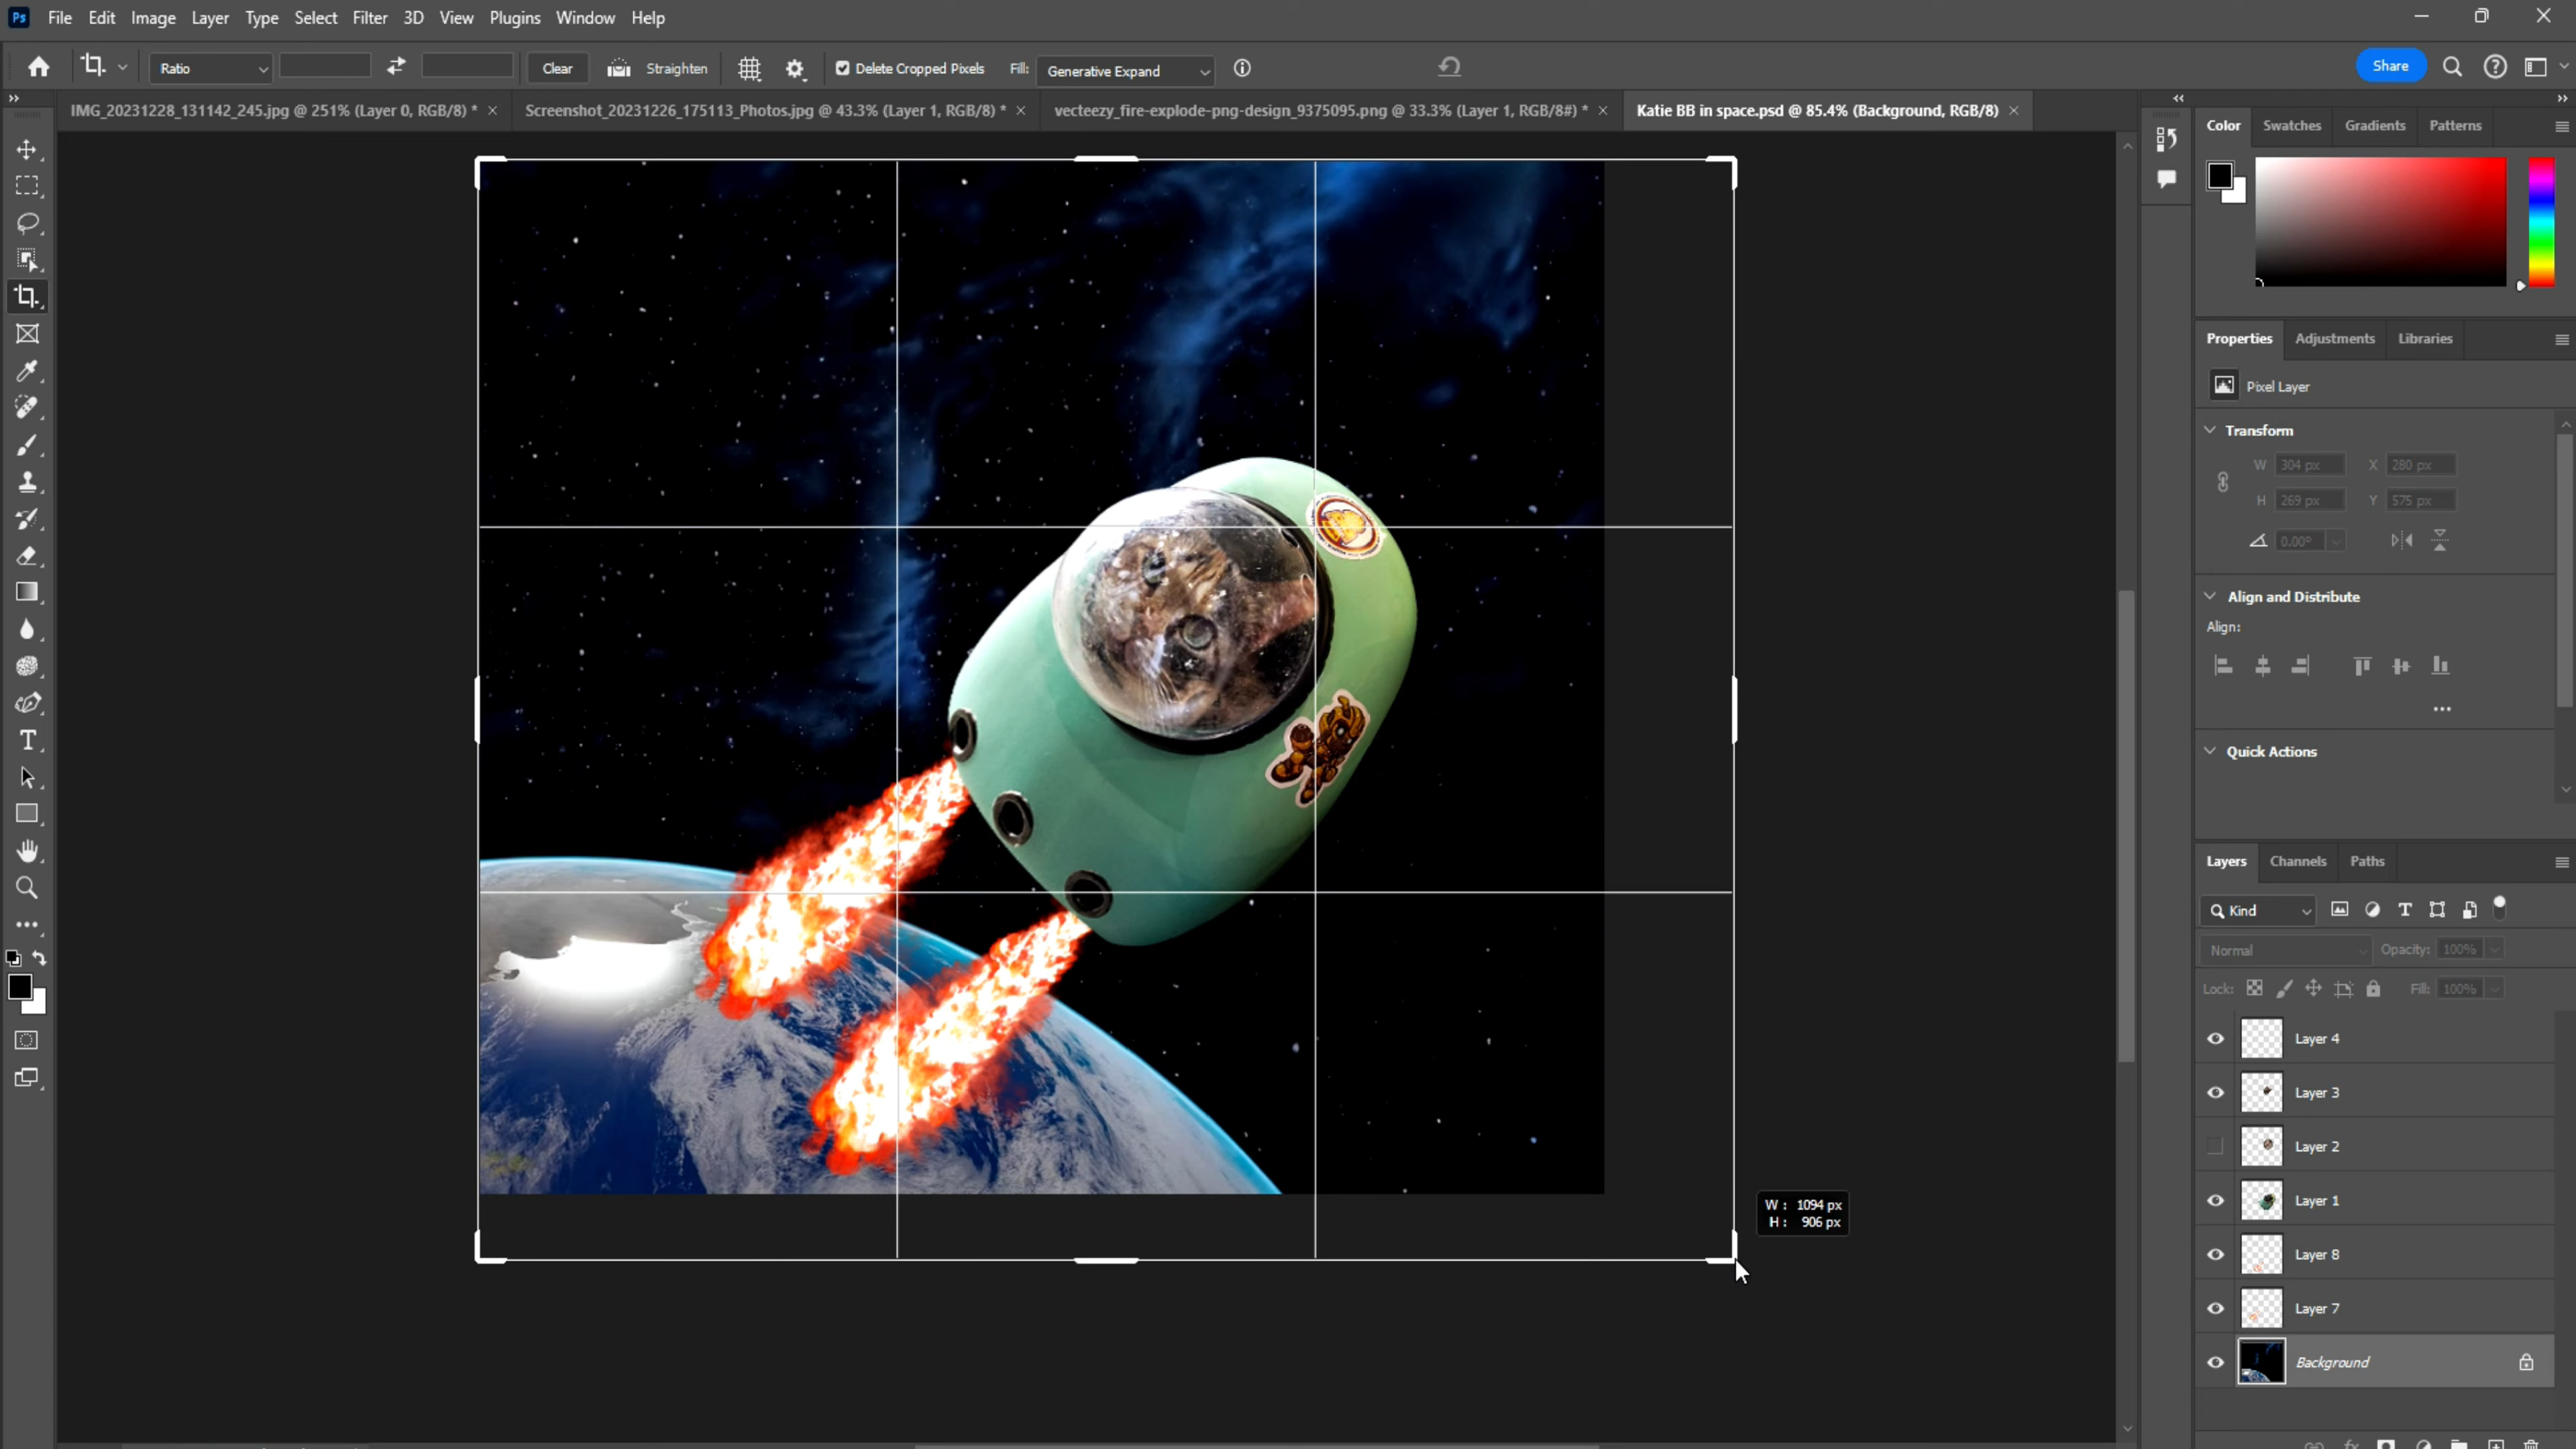 Ps File Edit Image Layer Type Select Filter 3D View Plugins Window Help
Ratio Clear Straighten Delete Cropped Pixels Fill: Generative Expand Share
IMG_20231228_131142_245.jpg @ 251% (Layer 0, RGB/8) *
Screenshot_20231226_175113_Photos.jpg @ 43.3% (Layer 1, RGB/8) *
vecteezy_fire-explode-png-design_9375095.png @ 33.3% (Layer 1, RGB/8#) *
Katie BB in space.psd @ 85.4% (Background, RGB/8)
Color Swatches Gradients Patterns
Properties Adjustments Libraries
Pixel Layer
Transform
W 304 px X 280 px
H 269 px Y 575 px
0.00°
Align and Distribute
Align:
Quick Actions
Layers Channels Paths
Kind
Normal Opacity: 100%
Lock: Fill: 100%
Layer 4
Layer 3
Layer 2
Layer 1
Layer 8
Layer 7
Background
W : 1094 px
H : 906 px